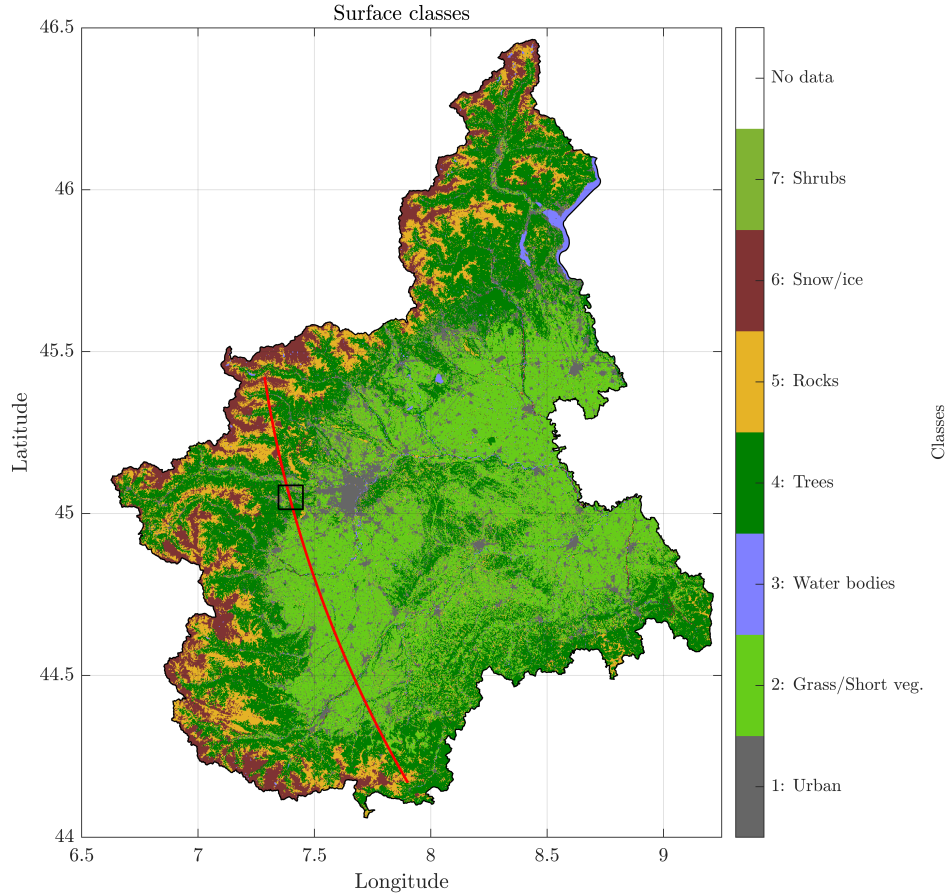 Surface classes
46.5
46
45.5
45
44.5
44
6.5
7
7.5
8
8.5
9
Latitude
Longitude
No data
7: Shrubs
6: Snow/ice
5: Rocks
4: Trees
3: Water bodies
2: Grass/Short veg.
1: Urban
Classes